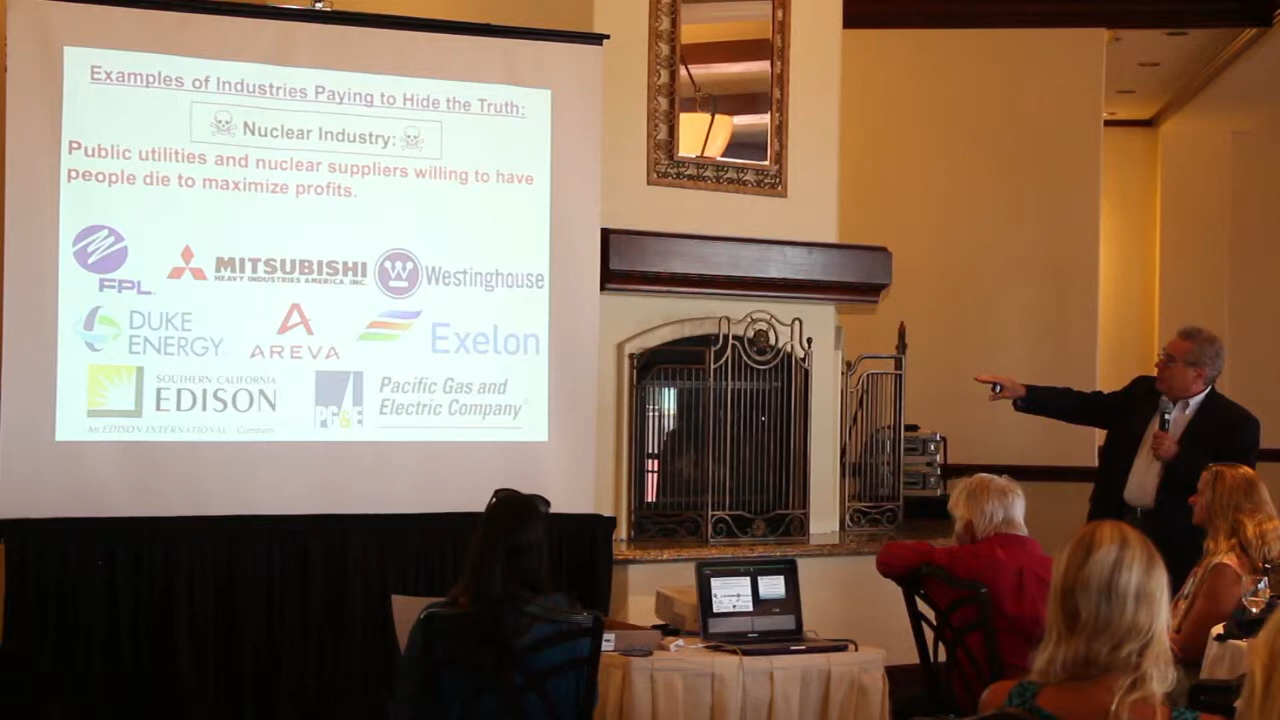 Examples of Industries Paying to Hide the Truth:
Nuclear Industry:
Public utilities and nuclear suppliers willing to have
people die to maximize profits.
FPL.
MITSUBISHI
HEAVY INDUSTRIES AMERICA, INC.
W Westinghouse
DUKE
ENERGY
AREVA
Exelon
SOUTHERN CALIFORNIA
EDISON
An EDISON INTERNATIONAL Company
PG&E
Pacific Gas and
Electric Company